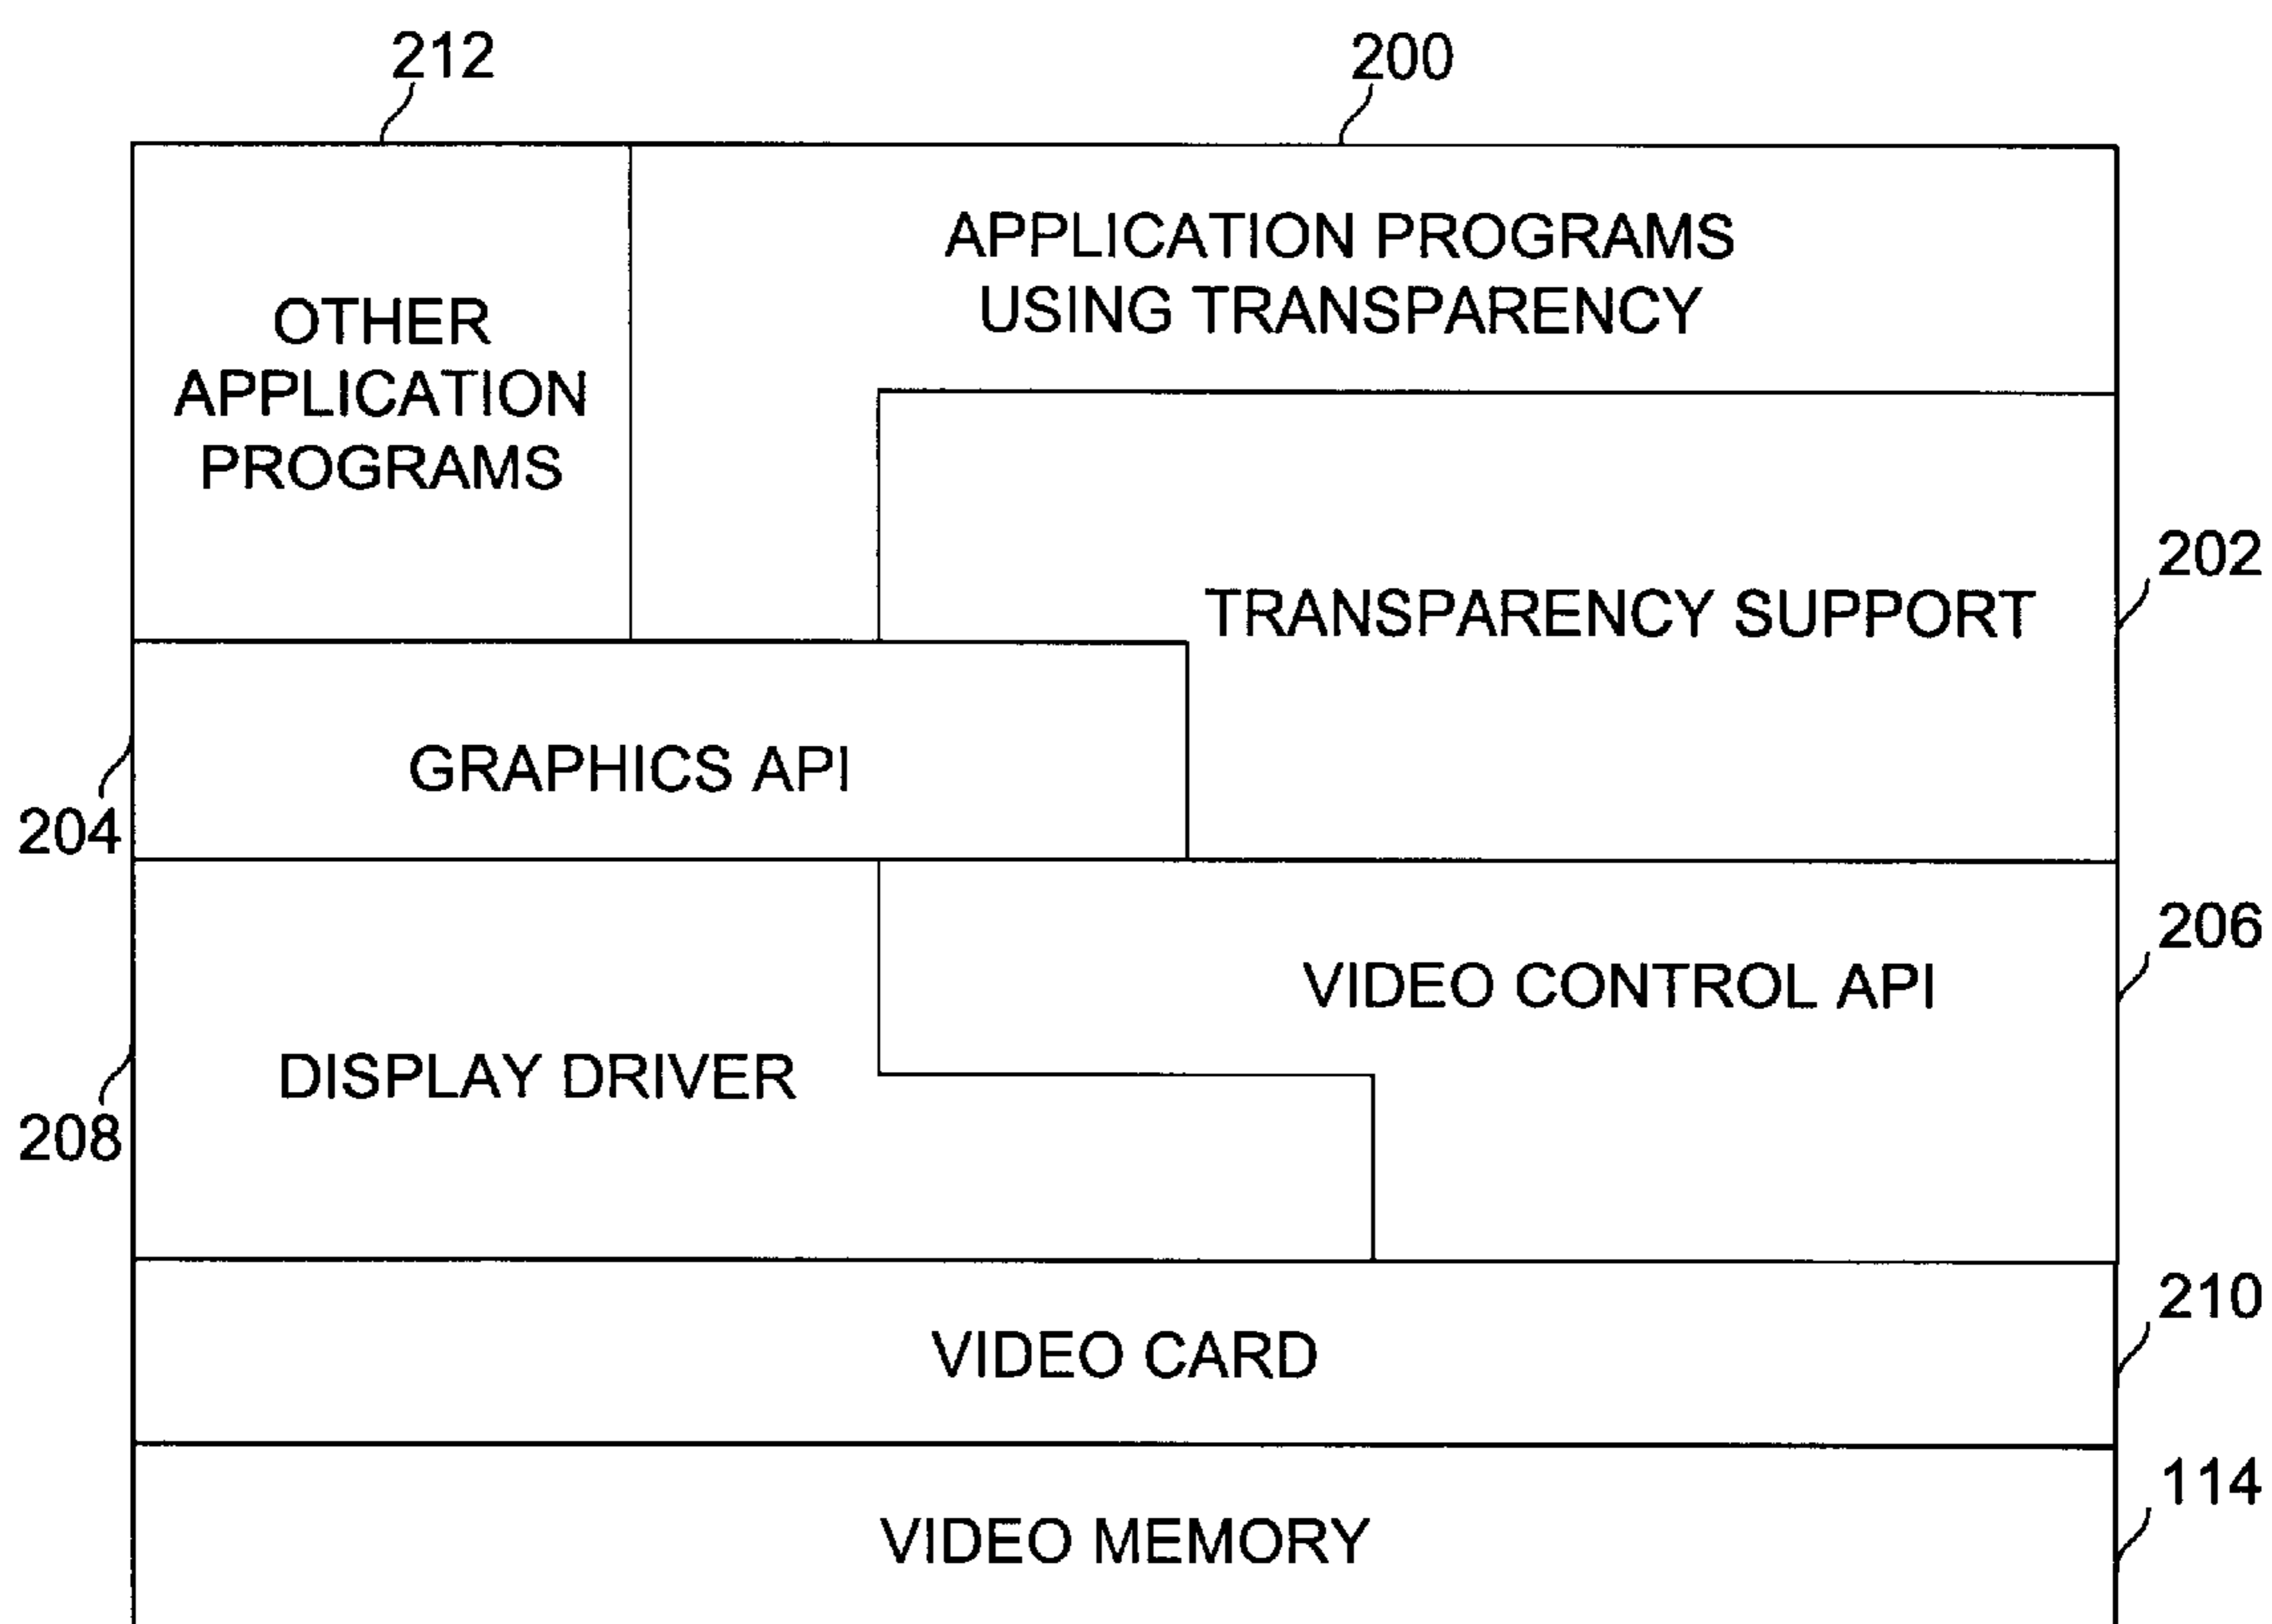 212
200
APPLICATION PROGRAMS
USING TRANSPARENCY
OTHER
APPLICATION
PROGRAMS
202
TRANSPARENCY SUPPORT
GRAPHICS API
204
206
VIDEO CONTROL API
DISPLAY DRIVER
208
210
VIDEO CARD
114
VIDEO MEMORY